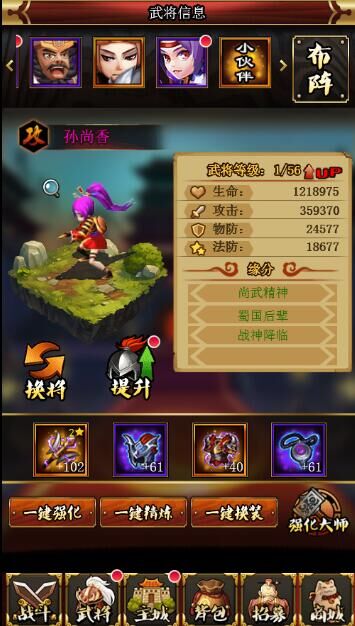 武将信息
小伙伴
布阵
攻 孙尚香
武将等级: 1/56 UP
生命: 1218975
攻击: 359370
物防: 24577
法防: 18677
缘分
尚武精神
蜀国后辈
战神降临
换将
提升
2
+102
+61
+40
+61
一键强化
一键精炼
一键换装
强化大师
战斗
武将
主城
背包
招募
商城